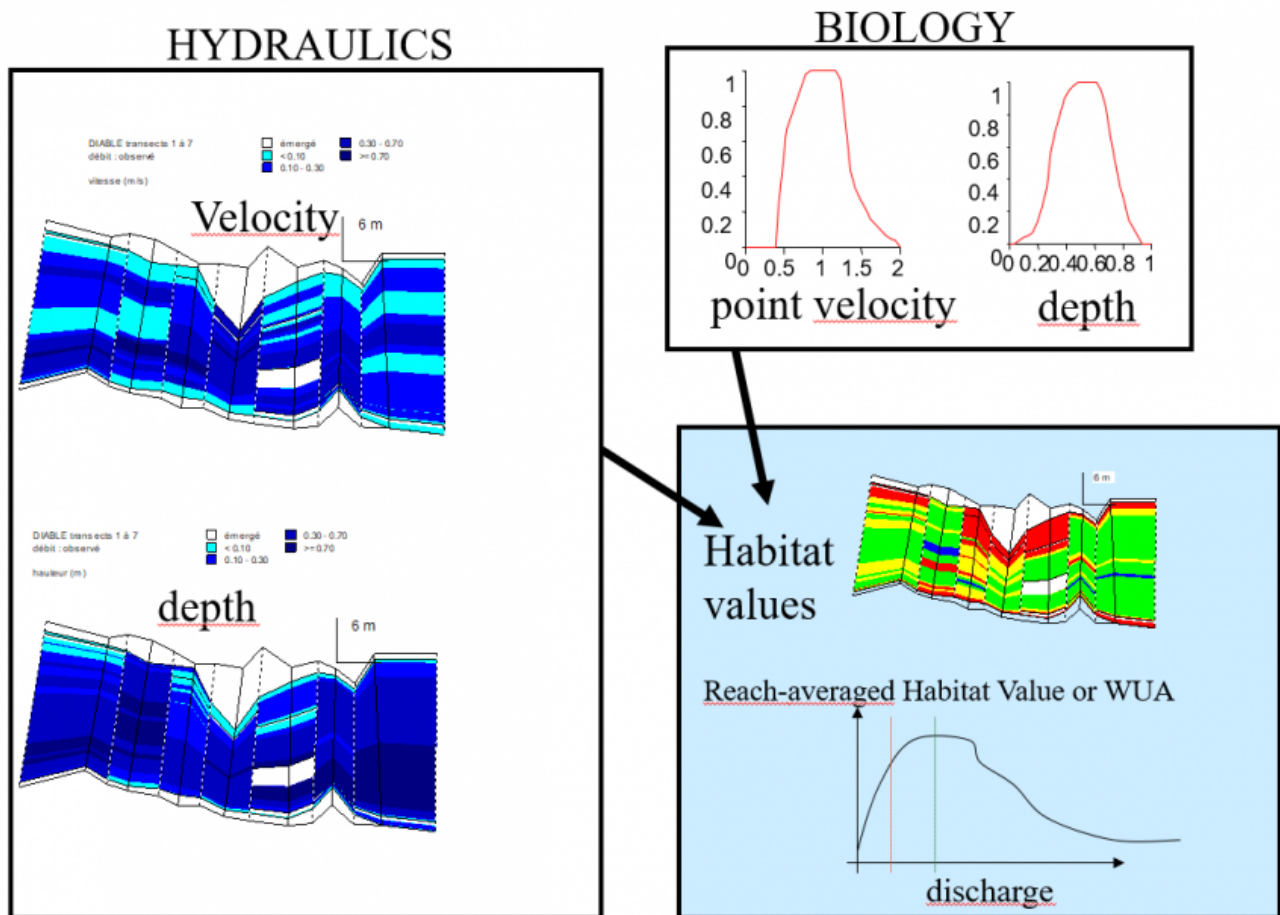 HYDRAULICS
DIABLE transects 1 à 7
débit : observé
vitesse (m/s)
émergé
< 0.10
0.10 - 0.30
0.30 - 0.70
>= 0.70
Velocity
6 m
DIABLE transects 1 à 7
débit : observé
hauteur (m)
émergé
< 0.10
0.10 - 0.30
0.30 - 0.70
>= 0.70
depth
6 m
BIOLOGY
1
0.8
0.6
0.4
0.2
0
0 0.5 1 1.5 2
point velocity
1
0.8
0.6
0.4
0.2
0
0 0.2 0.4 0.6 0.8 1
depth
Habitat
values
6 m
Reach-averaged Habitat Value or WUA
discharge